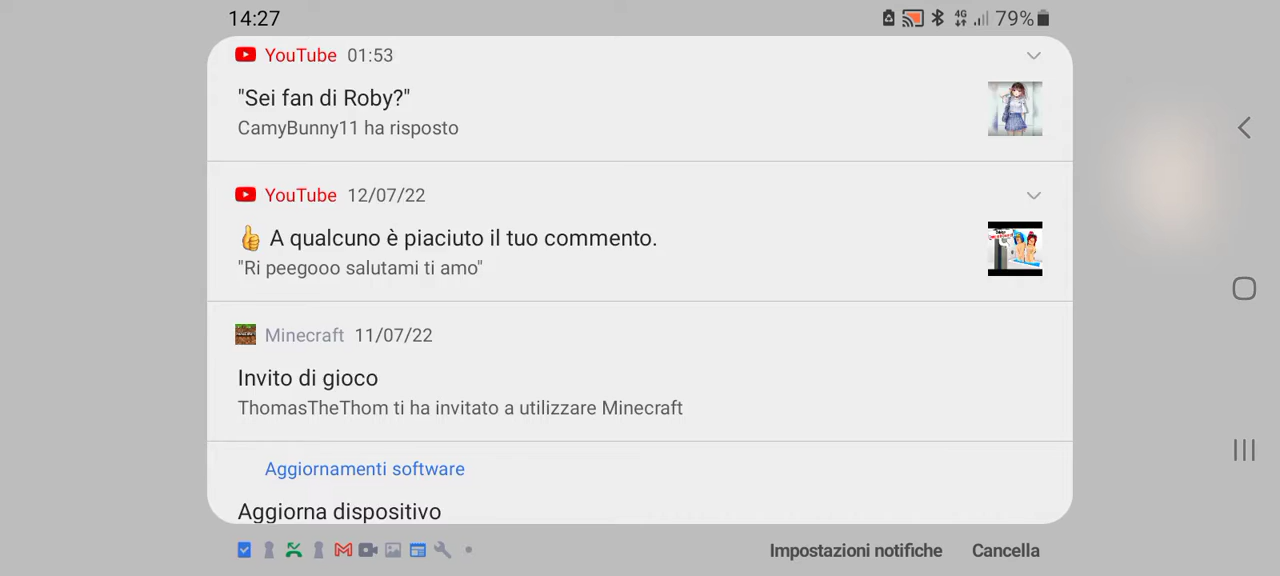 14:27
4G 79%
YouTube 01:53
"Sei fan di Roby?"
CamyBunny11 ha risposto
YouTube 12/07/22
👍 A qualcuno è piaciuto il tuo commento.
"Ri peegooo salutami ti amo"
Minecraft 11/07/22
Invito di gioco
ThomasTheThom ti ha invitato a utilizzare Minecraft
Aggiornamenti software
Aggiorna dispositivo
Impostazioni notifiche Cancella